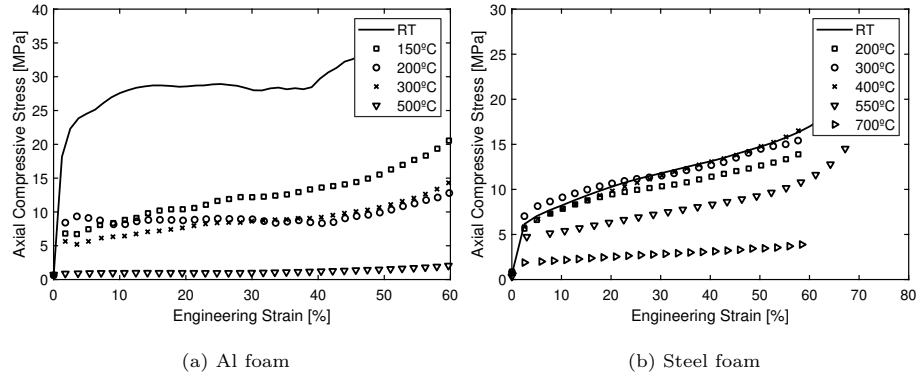 40
35
30
25
20
15
10
5
0
Axial Compressive Stress [MPa]
RT
150ºC
200ºC
300ºC
500ºC
0 10 20 30 40 50 60
Engineering Strain [%]
(a) Al foam
30
25
20
15
10
5
0
Axial Compressive Stress [MPa]
RT
200ºC
300ºC
400ºC
550ºC
700ºC
0 10 20 30 40 50 60 70 80
Engineering Strain [%]
(b) Steel foam